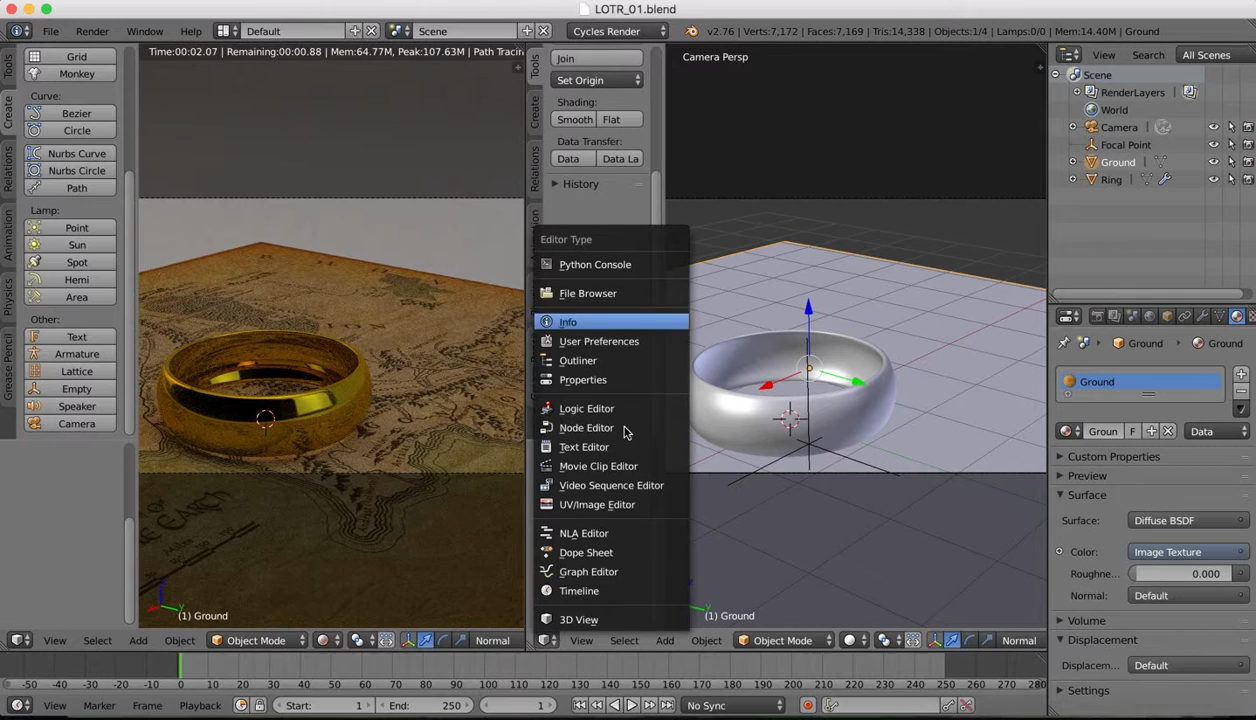 LOTR_01.blend
File
Render
Window
Help
Default
Scene
Cycles Render
v2.76 | Verts:7,172 | Faces:7,169 | Tris:14,338 | Objects:1/4 | Lamps:0/0 | Mem:14.40M | Ground
Tools
Create
Relations
Animation
Physics
Grease Pencil
Grid
Monkey
Curve:
Bezier
Circle
Nurbs Curve
Nurbs Circle
Path
Lamp:
Point
Sun
Spot
Hemi
Area
Other:
Text
Armature
Lattice
Empty
Speaker
Camera
Time:00:02.07 | Remaining:00:00.88 | Mem:64.77M, Peak:107.63M | Path Tracin
(1) Ground
View
Select
Add
Object
Object Mode
Normal
Tools
Create
Relations
Join
Set Origin
Shading:
Smooth
Flat
Data Transfer:
Data
Data La
History
Editor Type
Python Console
File Browser
Info
User Preferences
Outliner
Properties
Logic Editor
Node Editor
Text Editor
Movie Clip Editor
Video Sequence Editor
UV/Image Editor
NLA Editor
Dope Sheet
Graph Editor
Timeline
3D View
Camera Persp
(1) Ground
View
Select
Add
Object
Object Mode
Normal
View
Search
All Scenes
Scene
RenderLayers
World
Camera
Focal Point
Ground
Ring
Ground
Ground
Ground
Groun
F
Data
Custom Properties
Preview
Surface
Surface:
Diffuse BSDF
Color:
Image Texture
Roughne...
0.000
Normal:
Default
Volume
Displacement
Displacem...
Default
Settings
-50 -40 -30 -20 -10 0 10 20 30 40 50 60 70 80 90 100 110 120 130 140 150 160 170 180 190 200 210 220 230 240 250 260 270 280
View
Marker
Frame
Playback
Start: 1
End: 250
1
No Sync